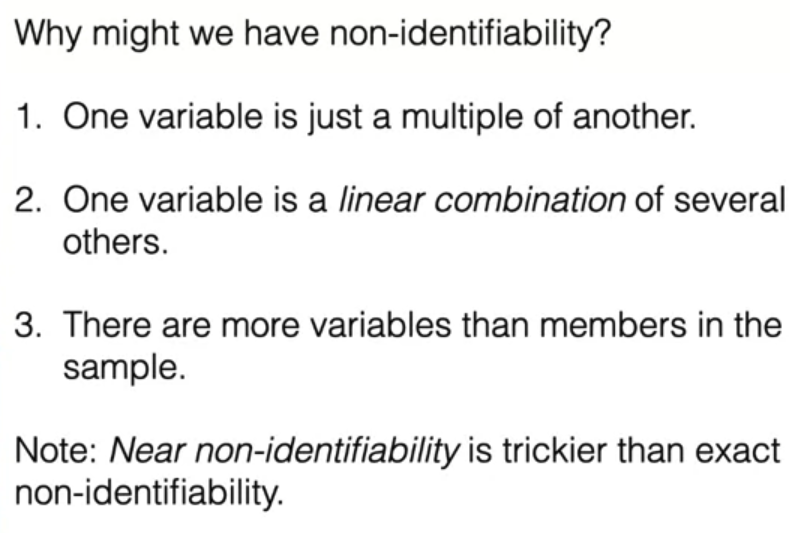 Why might we have non-identifiability?
1. One variable is just a multiple of another.
2. One variable is a linear combination of several
others.
3. There are more variables than members in the
sample.
Note: Near non-identifiability is trickier than exact
non-identifiability.